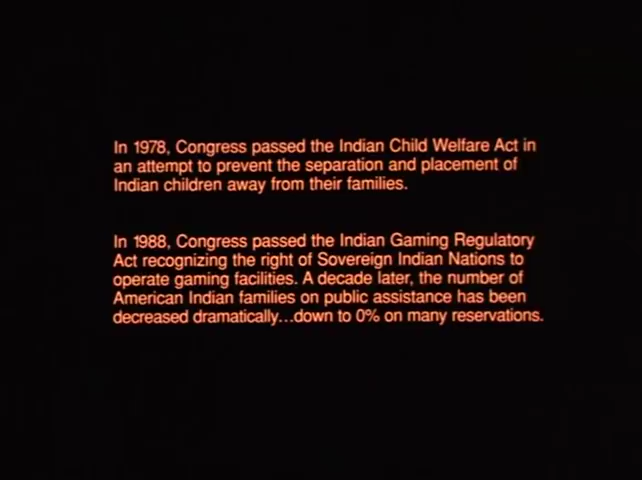 In 1978, Congress passed the Indian Child Welfare Act in
an attempt to prevent the separation and placement of
Indian children away from their families.
In 1988, Congress passed the Indian Gaming Regulatory
Act recognizing the right of Sovereign Indian Nations to
operate gaming facilities. A decade later, the number of
American Indian families on public assistance has been
decreased dramatically...down to 0% on many reservations.